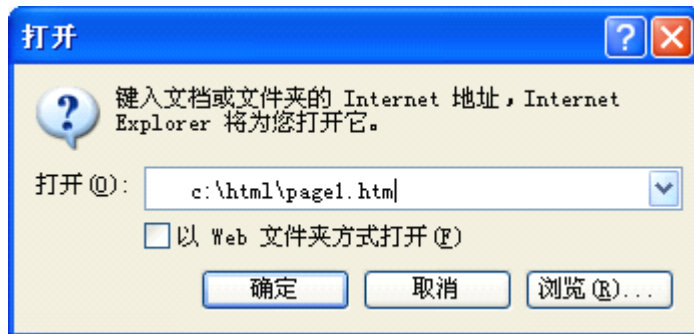 打开
键入文档或文件夹的 Internet 地址，Internet
Explorer 将为您打开它。
打开(O): c:\html\page1.htm
以 Web 文件夹方式打开(F)
确定 取消 浏览(R)...